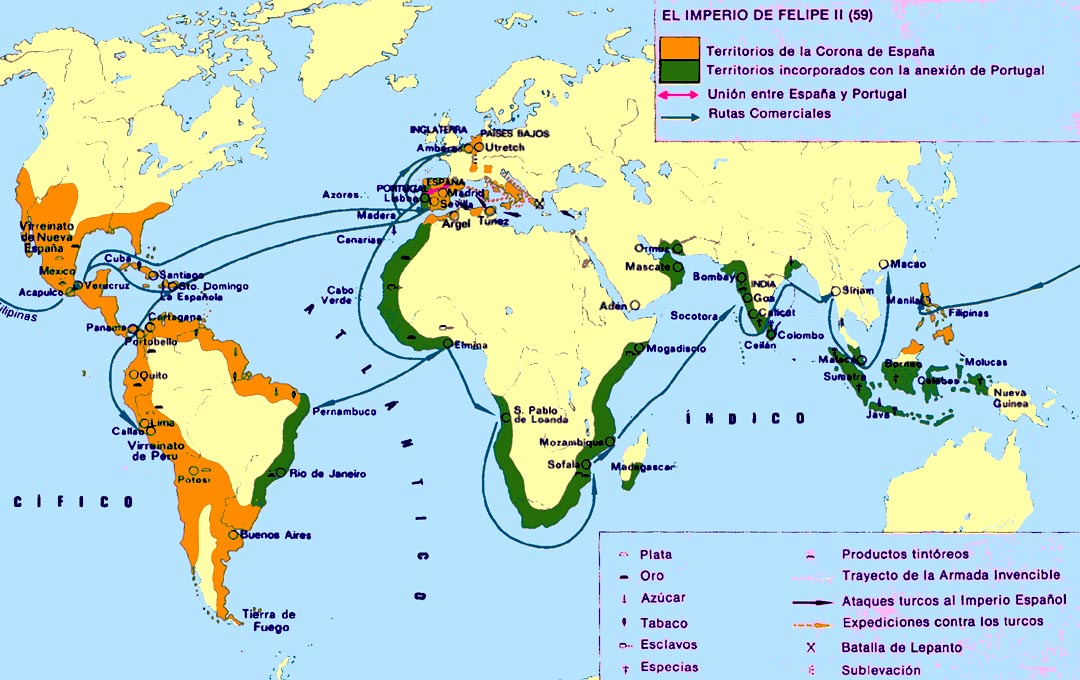 EL IMPERIO DE FELIPE II (59)
Territorios de la Corona de España
Territorios incorporados con la anexión de Portugal
Unión entre España y Portugal
Rutas Comerciales
INGLATERRA
PAÍSES BAJOS
Utretch
Azores.
PORTUGAL
ESPAÑA
Madrid
Lisboa
Sevilla
Madera
Argel
Túnez
Canarias
Virreinato
de Nueva
España
México
Acapulco
Veracruz
Cuba
Santiago
Sto. Domingo
La Española
Cabo
Verde
Ormuz
Mascate
Adén
Bombay
INDIA
Goa
Calicut
Socotora
Ceilán
Colombo
Macao
Siriam
Manila
Filipinas
ilipinas
Panamá
Cartagena
Portobello
Elmina
Mogadiscio
Malaca
Sumatra
Borneo
Célebes
Molucas
Java
Nueva
Guinea
Quito
Lima
Callao
Virreinato
de Peru
Potosí
Pernambuco
S. Pablo
de Loanda
Mozambique
Sofala
Madagascar
Rio de Janeiro
Buenos Aires
Tierra de
Fuego
CÍFICO
ATLANTICO
ÍNDICO
Plata
Oro
Azúcar
Tabaco
Esclavos
Especias
Productos tintóreos
Trayecto de la Armada Invencible
Ataques turcos al Imperio Español
Expediciones contra los turcos
Batalla de Lepanto
Sublevación